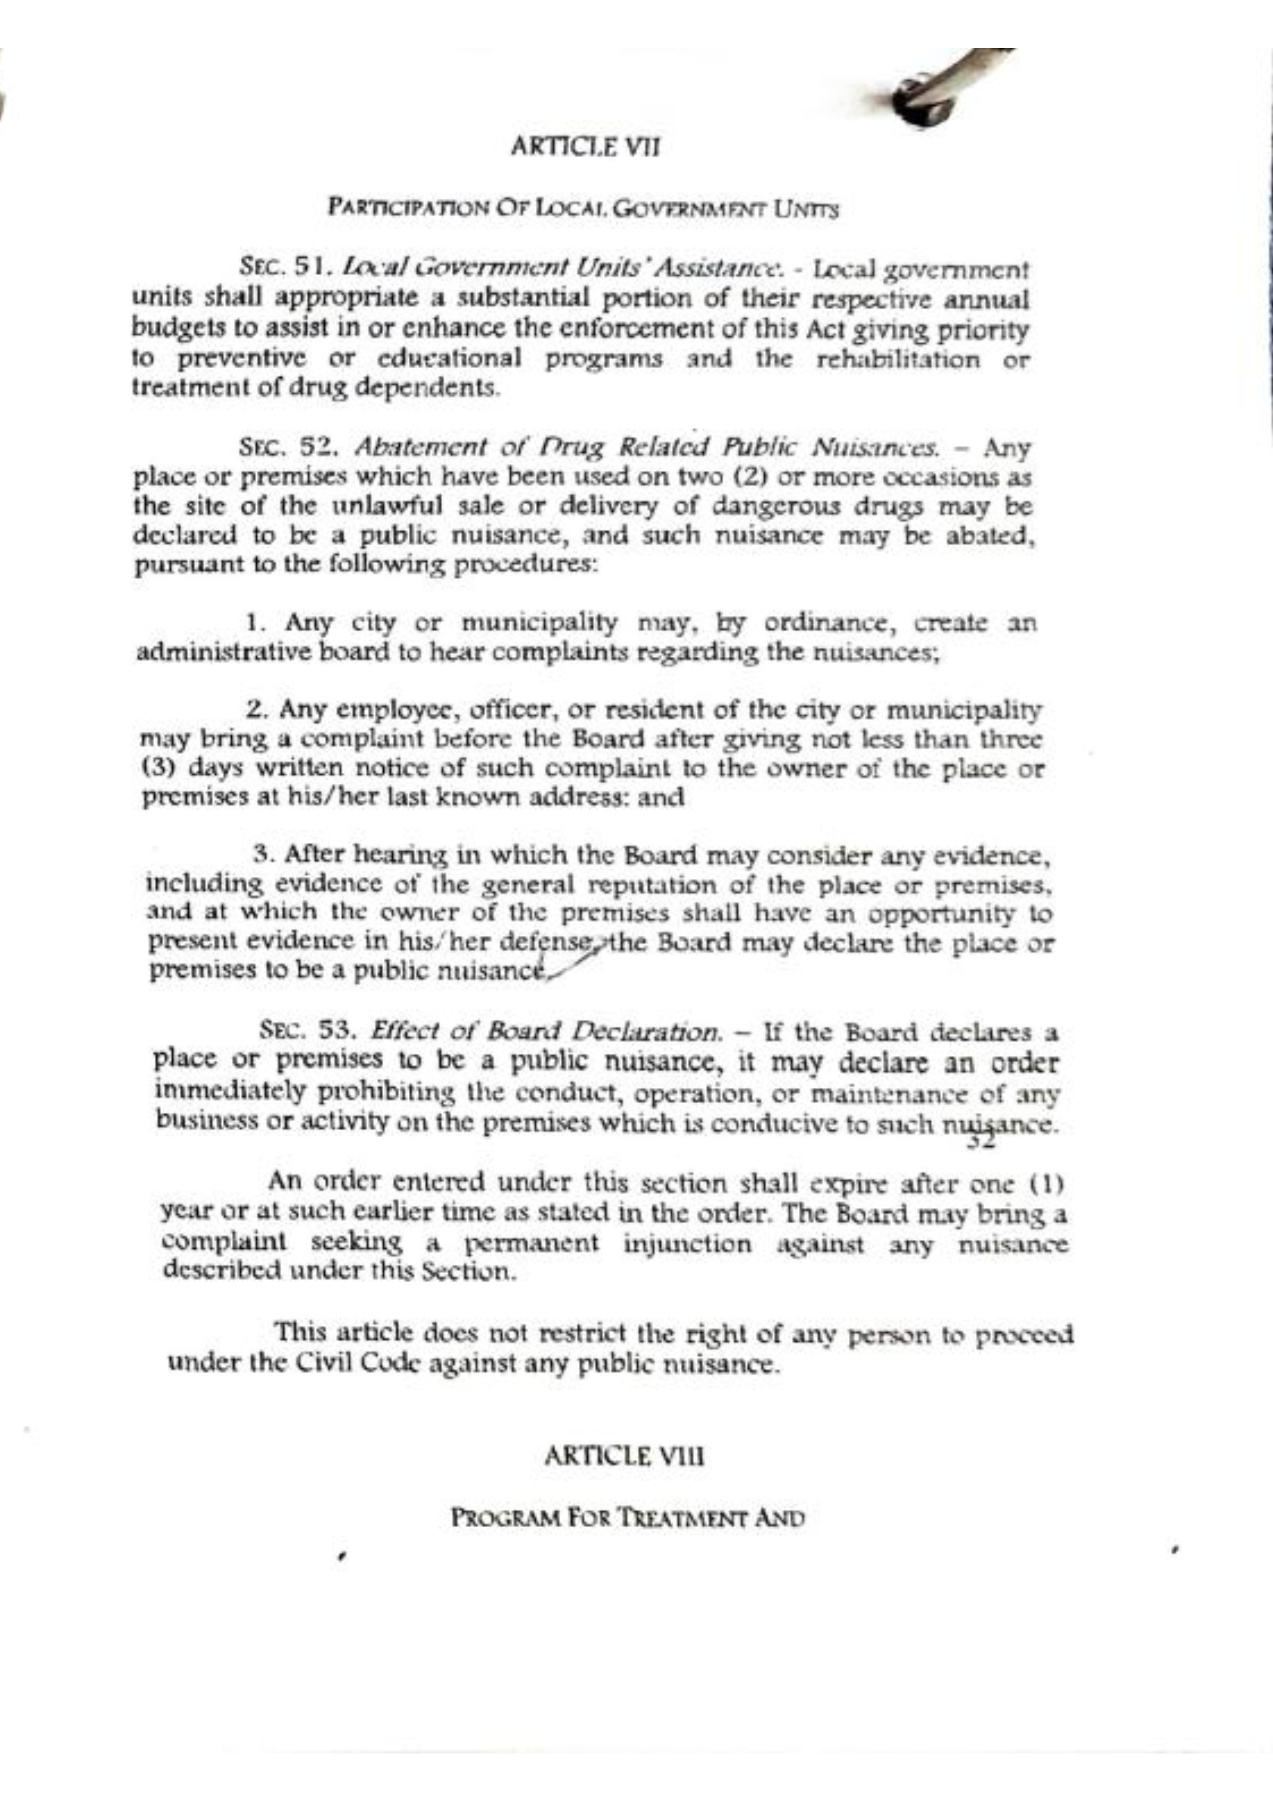 ARTICLE VII
PARTICIPATION OF LOCAL GOVERNMENT UNITS
SEC. 51. Local Government Units' Assistance. - Local government
units shall appropriate a substantial portion of their respective annual
budgets to assist in or enhance the enforcement of this Act giving priority
to preventive or educational programs and the rehabilitation or
treatment of drug dependents.
SEC. 52. Abatement of Drug Related Public Nuisances. – Any
place or premises which have been used on two (2) or more occasions as
the site of the unlawful sale or delivery of dangerous drugs may be
declared to be a public nuisance, and such nuisance may be abated,
pursuant to the following procedures:
1. Any city or municipality may, by ordinance, create an
administrative board to hear complaints regarding the nuisances;
2. Any employee, officer, or resident of the city or municipality
may bring a complaint before the Board after giving not less than three
(3) days written notice of such complaint to the owner of the place or
premises at his/her last known address: and
3. After hearing in which the Board may consider any evidence,
including evidence of the general reputation of the place or premises,
and at which the owner of the premises shall have an opportunity to
present evidence in his/her defense, the Board may declare the place or
premises to be a public nuisance.
SEC. 53. Effect of Board Declaration. – If the Board declares a
place or premises to be a public nuisance, it may declare an order
immediately prohibiting the conduct, operation, or maintenance of any
business or activity on the premises which is conducive to such nuisance.
32
An order entered under this section shall expire after one (1)
year or at such earlier time as stated in the order. The Board may bring a
complaint seeking a permanent injunction against any nuisance
described under this Section.
This article does not restrict the right of any person to proceed
under the Civil Code against any public nuisance.
ARTICLE VIII
PROGRAM FOR TREATMENT AND